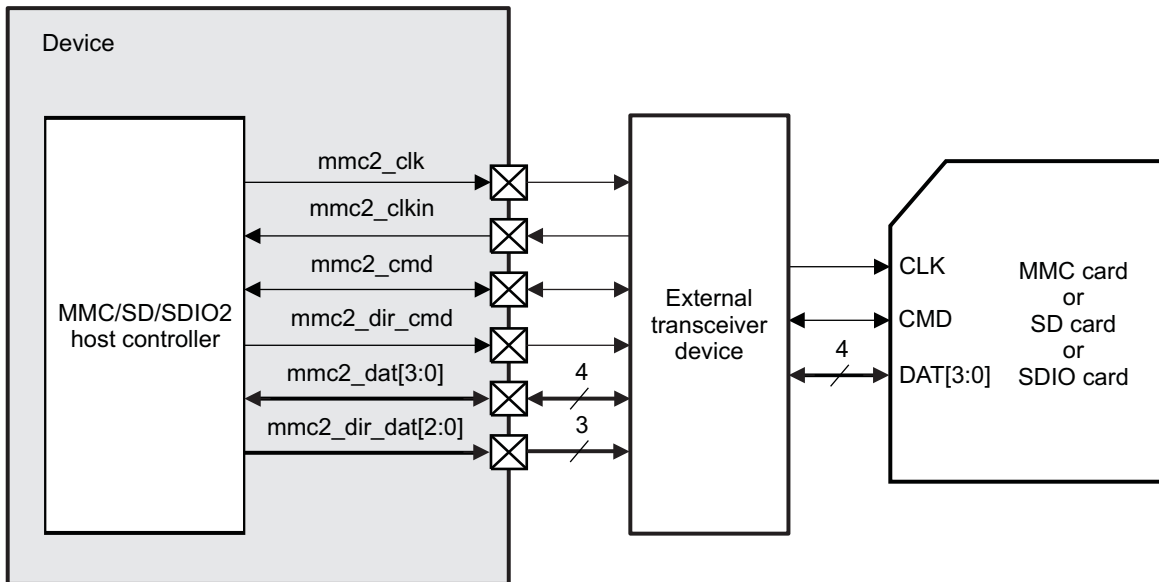 Device
MMC/SD/SDIO2
host controller
mmc2_clk
mmc2_clkin
mmc2_cmd
mmc2_dir_cmd
mmc2_dat[3:0]
mmc2_dir_dat[2:0]
4
3
External
transceiver
device
4
CLK
CMD
DAT[3:0]
MMC card
or
SD card
or
SDIO card